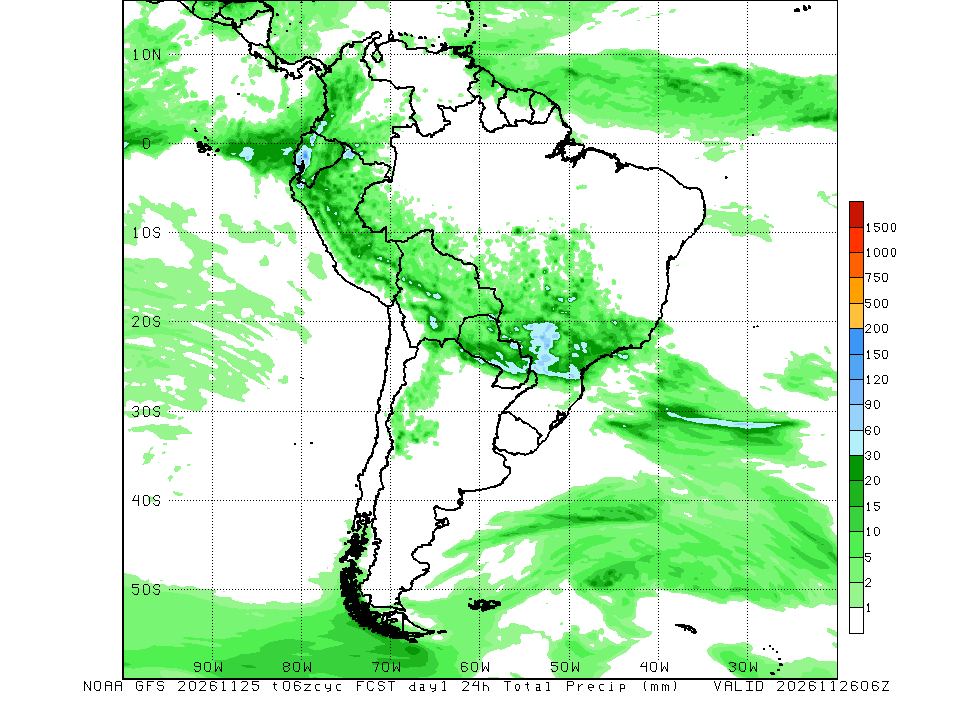 10N
0
10S
20S
30S
40S
50S
90W 80W 70W 60W 50W 40W 30W
1500
1000
750
500
200
150
120
90
60
30
20
15
10
5
2
1
NOAA GFS 20261125 t06zcyc FCST day1 24h Total Precip (mm) VALID 2026112606Z